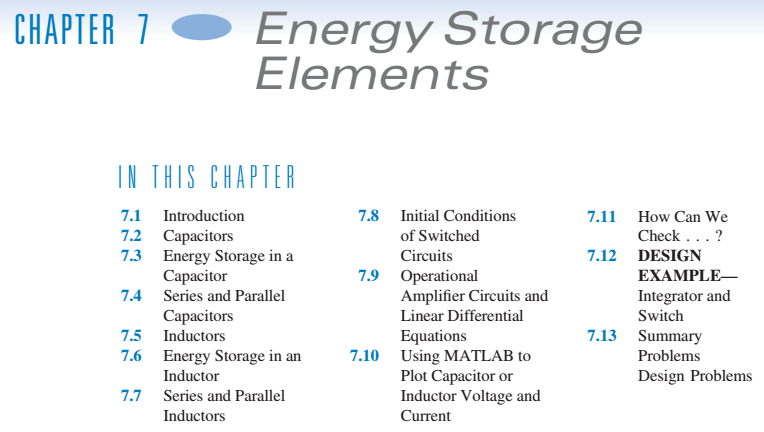 CHAPTER 7
Energy Storage
Elements
IN THIS CHAPTER
7.1 Introduction
7.2 Capacitors
7.3 Energy Storage in a
Capacitor
7.4 Series and Parallel
Capacitors
7.5 Inductors
7.6 Energy Storage in an
Inductor
7.7 Series and Parallel
Inductors
7.8 Initial Conditions
of Switched
Circuits
7.9 Operational
Amplifier Circuits and
Linear Differential
Equations
7.10 Using MATLAB to
Plot Capacitor or
Inductor Voltage and
Current
7.11 How Can We
Check . . . ?
7.12 DESIGN
EXAMPLE—
Integrator and
Switch
7.13 Summary
Problems
Design Problems